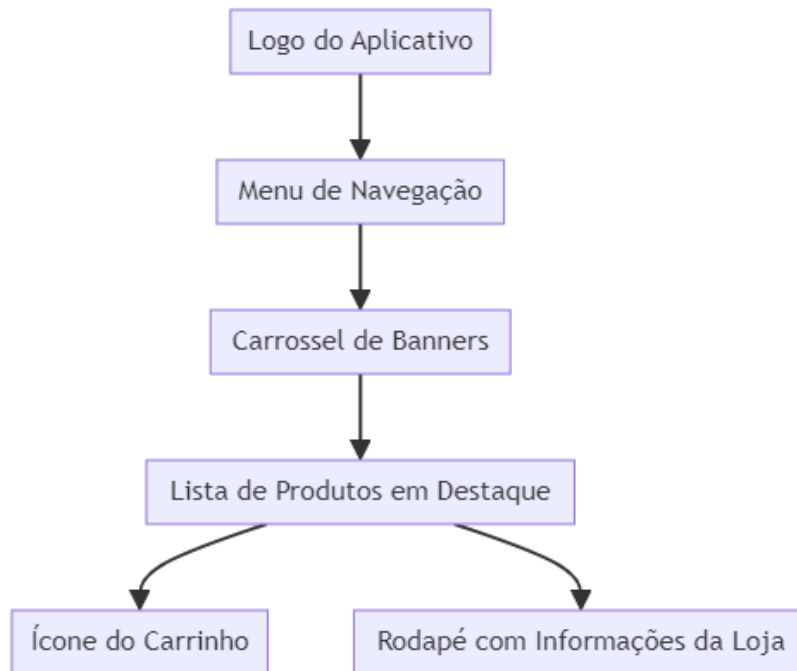 Logo do Aplicativo
Menu de Navegação
Carrossel de Banners
Lista de Produtos em Destaque
Ícone do Carrinho
Rodapé com Informações da Loja